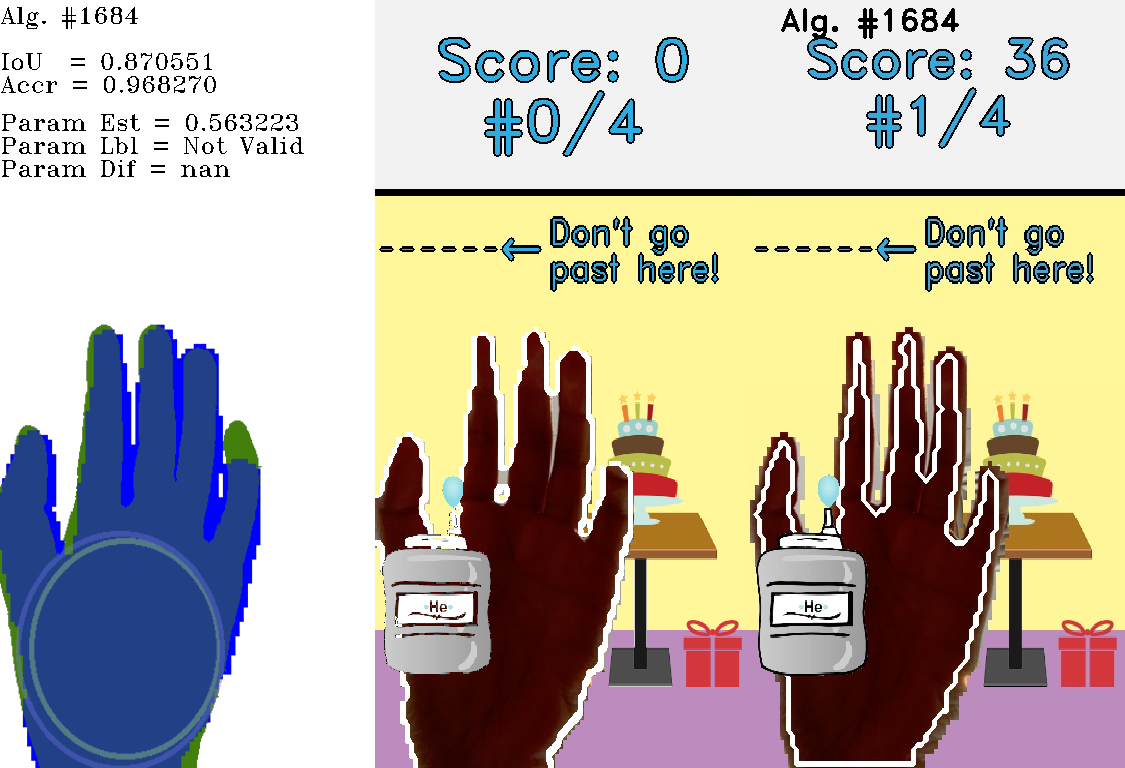 Alg. #1684
IoU = 0.870551
Accr = 0.968270
Param Est = 0.563223
Param Lbl = Not Valid
Param Dif = nan
Score: 0
#0/4
Don't go
past here!
He
Alg. #1684
Score: 36
#1/4
Don't go
past here!
He